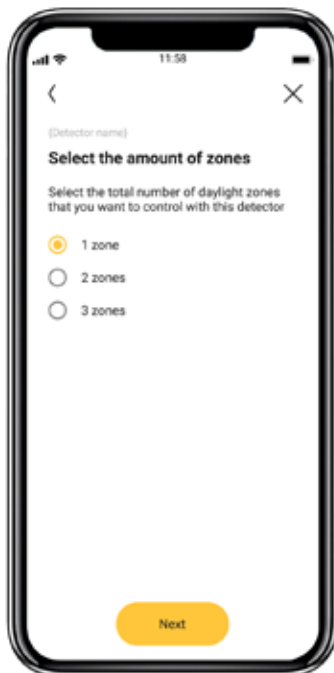 11:58
{Detector name}
Select the amount of zones
Select the total number of daylight zones
that you want to control with this detector
1 zone
2 zones
3 zones
Next